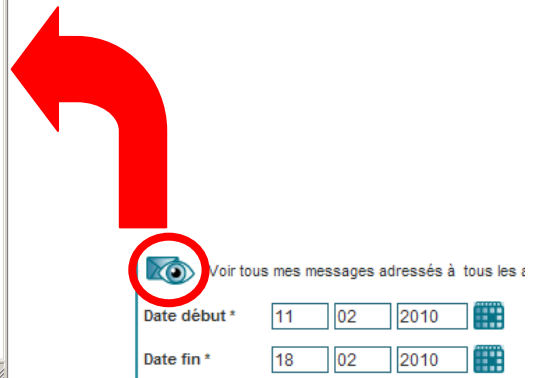 Voir tous mes messages adressés à tous les
Date début * 11 02 2010
Date fin * 18 02 2010